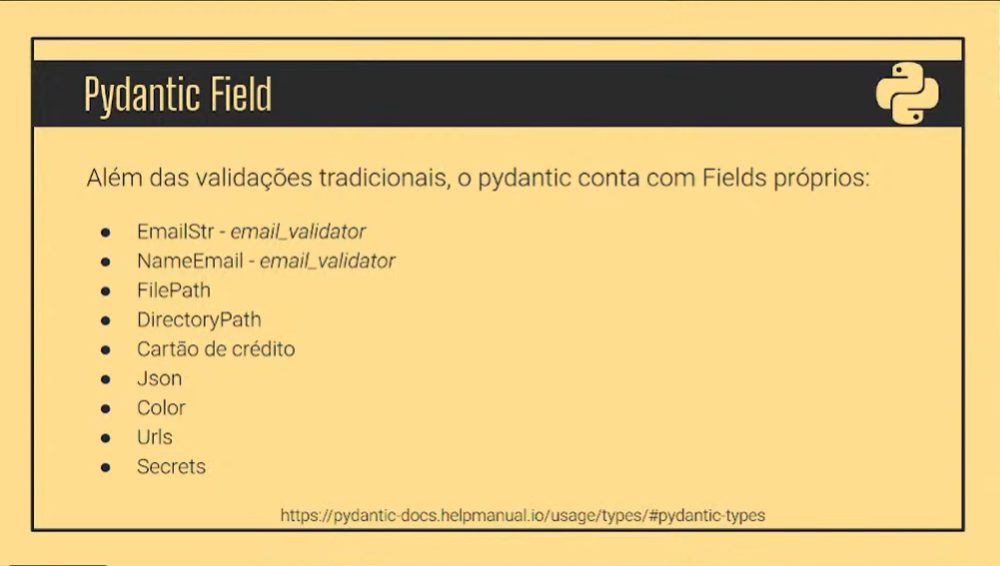 Pydantic Field
Além das validações tradicionais, o pydantic conta com Fields próprios:
● EmailStr - email_validator
● NameEmail - email_validator
● FilePath
● DirectoryPath
● Cartão de crédito
● Json
● Color
● Urls
● Secrets
https://pydantic-docs.helpmanual.io/usage/types/#pydantic-types